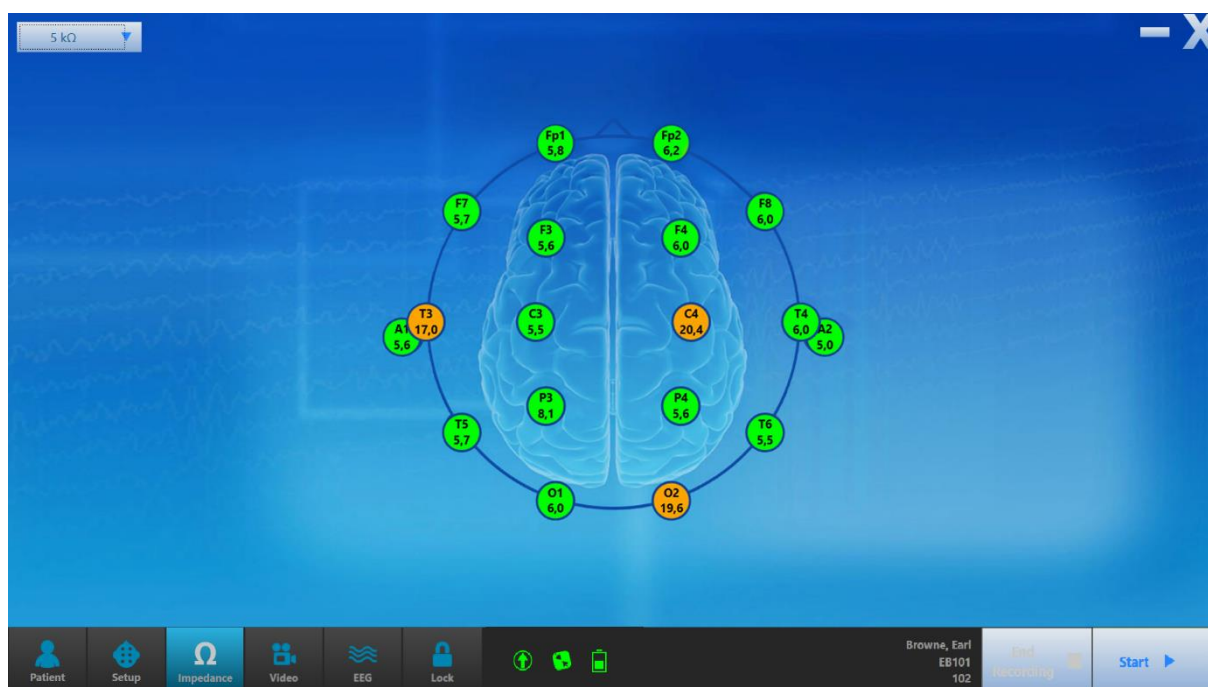 5 kΩ
Fp1
5,8
Fp2
6,2
F7
5,7
F8
6,0
F3
5,6
F4
6,0
A1
5,6
T3
17,0
C3
5,5
C4
20,4
T4
6,0
A2
5,0
P3
8,1
P4
5,6
T5
5,7
T6
5,5
O1
6,0
O2
19,6
Patient
Setup
Ω
Impedance
Video
EEG
Lock
Browne, Earl
EB101
102
End
Recording
Start